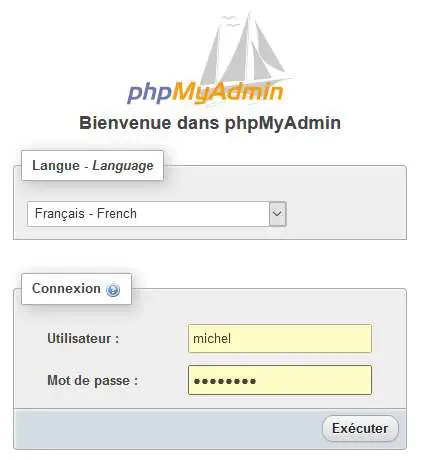 phpMyAdmin
Bienvenue dans phpMyAdmin
Langue - Language
Français - French
Connexion
Utilisateur :
michel
Mot de passe :
●●●●●●●●
Exécuter